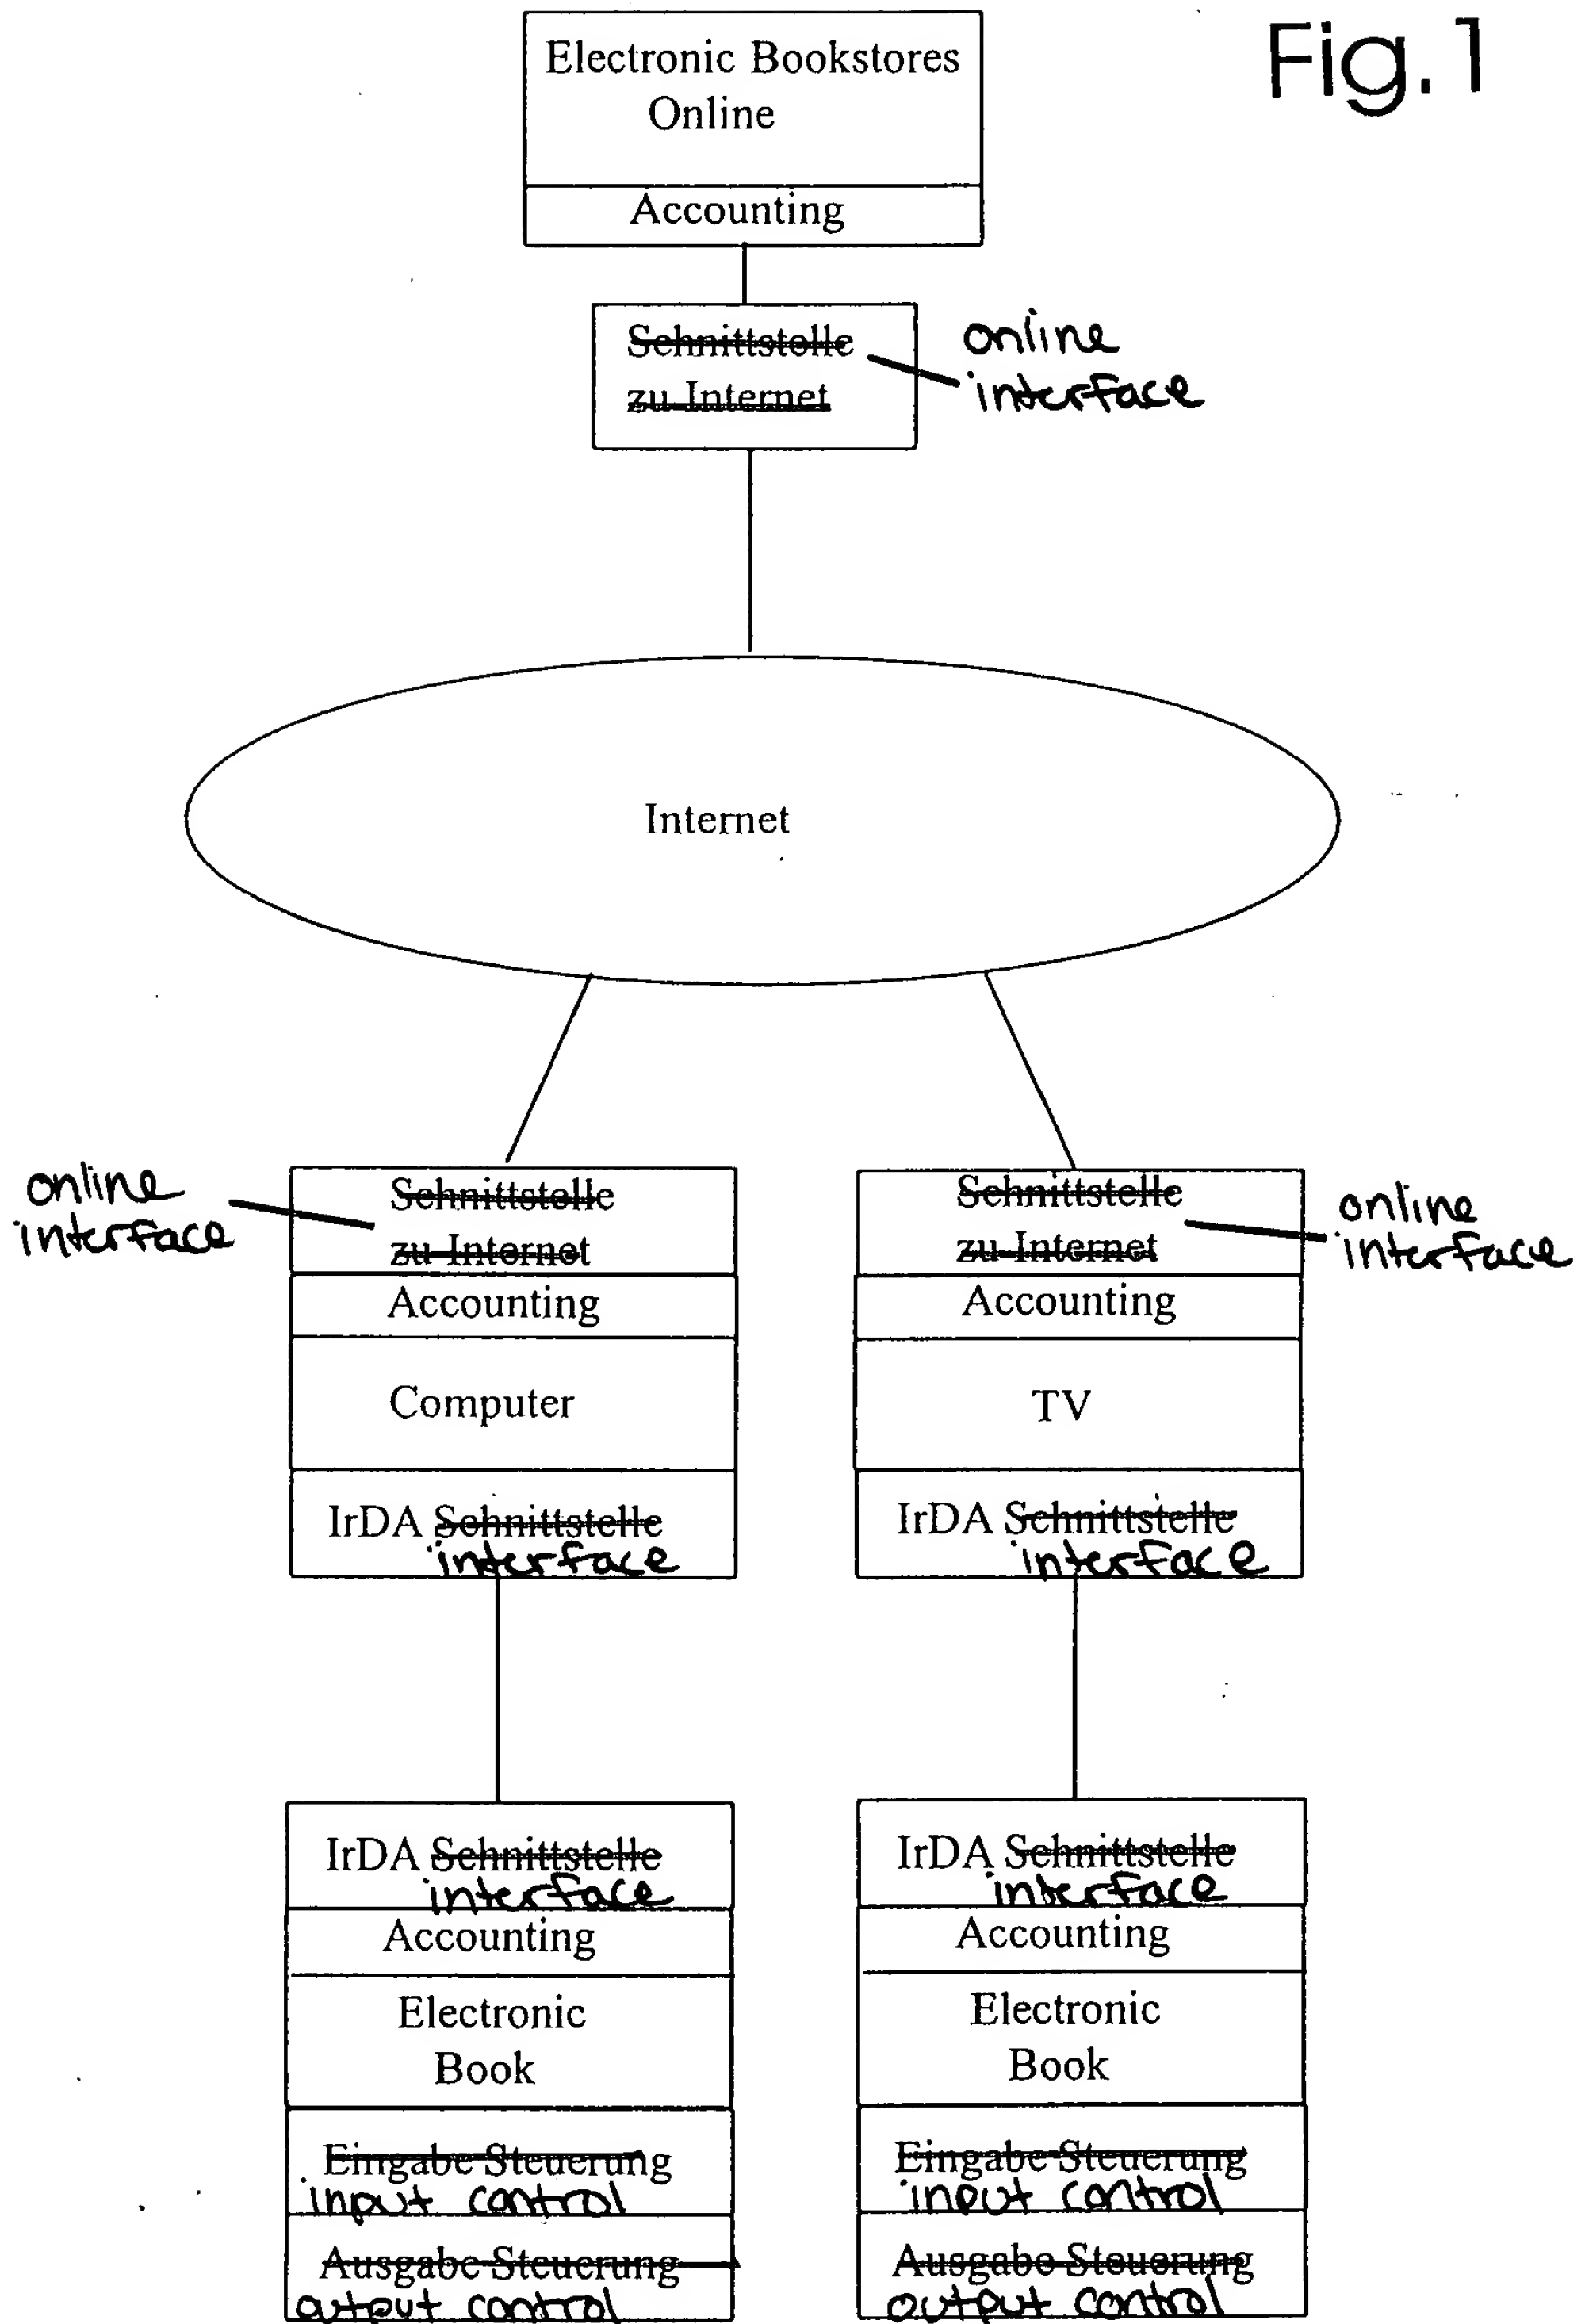 Fig. 1
Electronic Bookstores
Online
Accounting
Schnittstelle
zu Internet
online
interface
Internet
online
interface
Schnittstelle
zu Internet
Accounting
Computer
IrDA Schnittstelle
interface
Schnittstelle
zu Internet
online
interface
Accounting
TV
IrDA Schnittstelle
interface
IrDA Schnittstelle
interface
Accounting
Electronic
Book
Eingabe Steuerung
input control
Ausgabe Steuerung
output control
IrDA Schnittstelle
interface
Accounting
Electronic
Book
Eingabe Steuerung
input control
Ausgabe Steuerung
output control